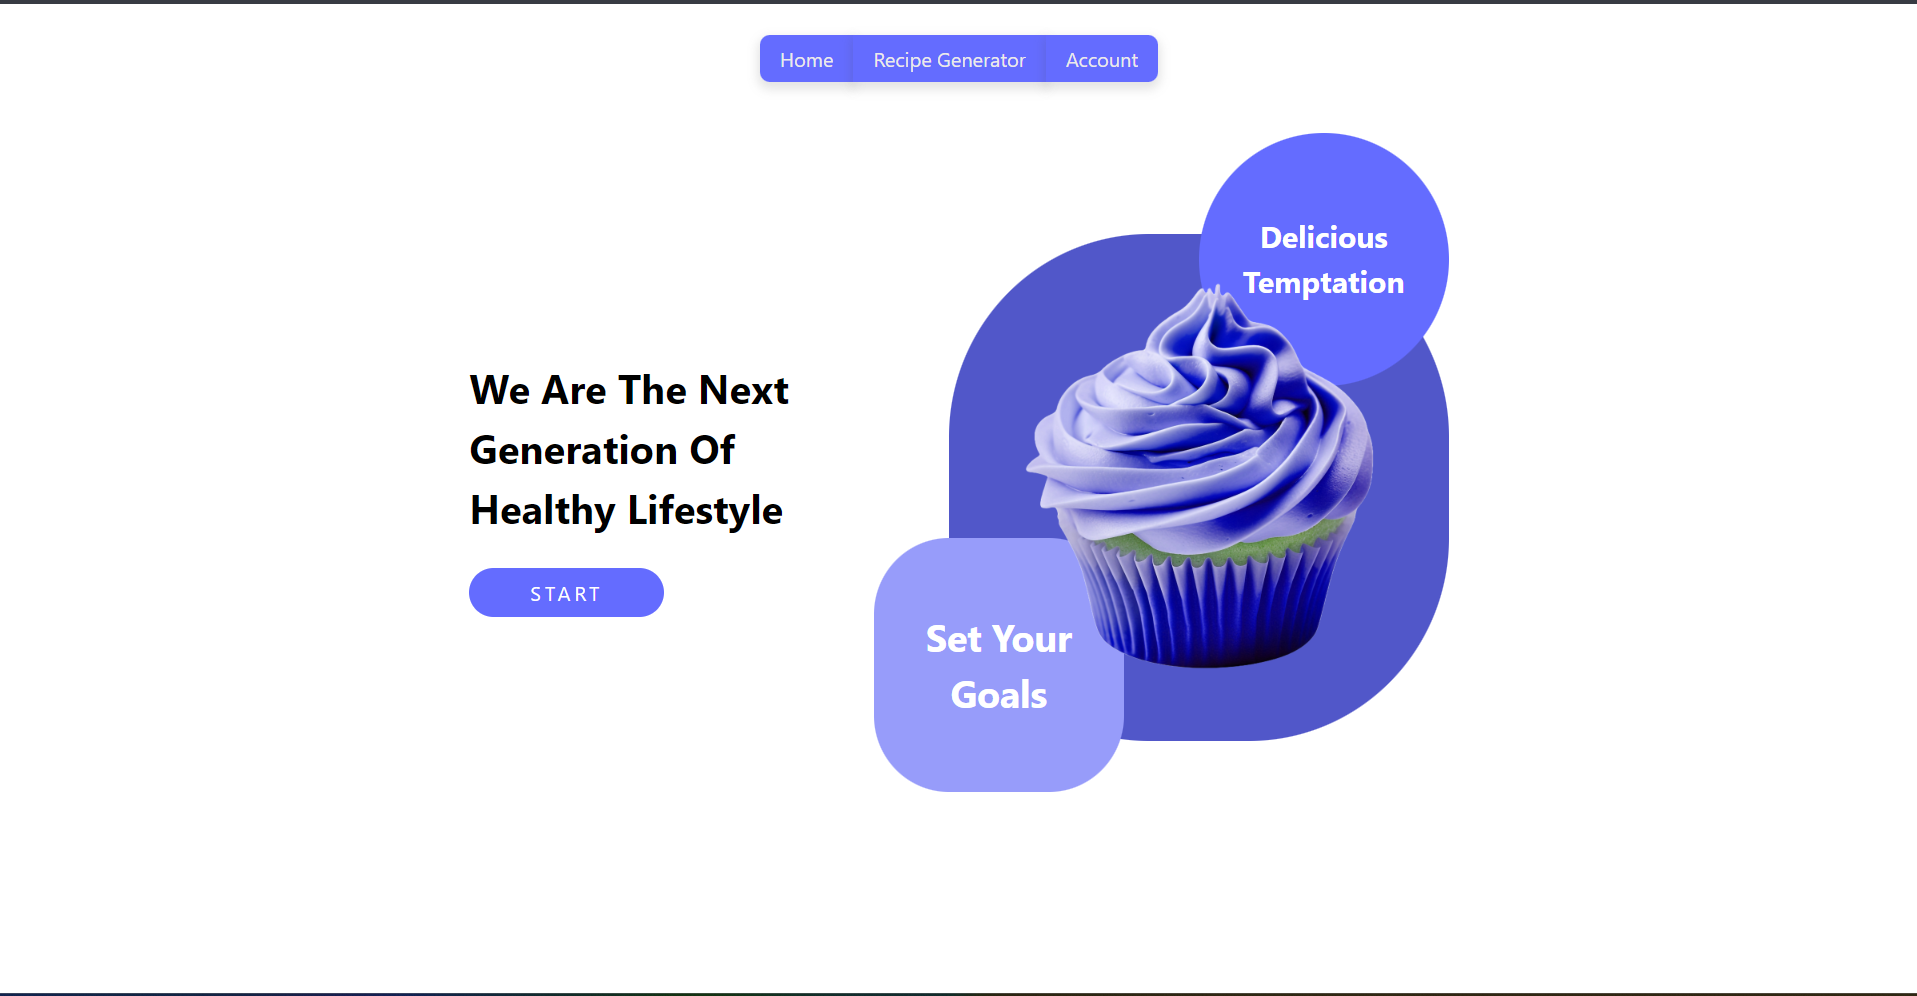 Home
Recipe Generator
Account
We Are The Next
Generation Of
Healthy Lifestyle
START
Delicious
Temptation
Set Your
Goals